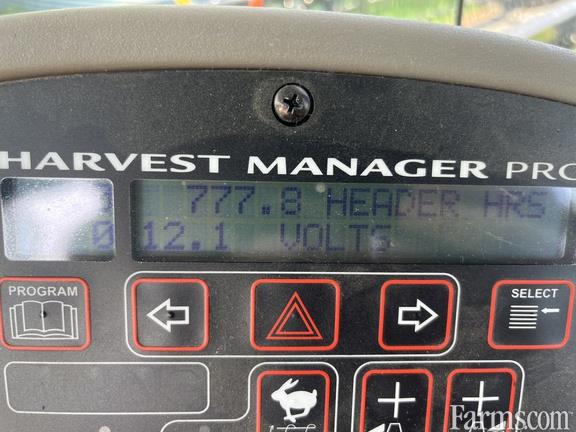 HARVEST MANAGER PRO
777.8 HEADER HRS
0 12.1 VOLTS
PROGRAM
SELECT
Farms.com